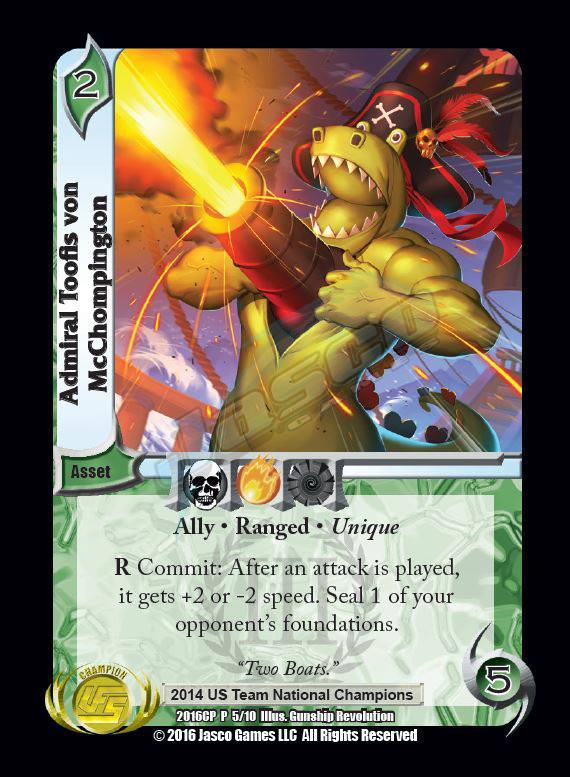 2
Admiral Toofis von
McChompington
Asset
Ally • Ranged • Unique
R Commit: After an attack is played,
it gets +2 or -2 speed. Seal 1 of your
opponent's foundations.
"Two Boats."
CHAMPION
UFS
2014 US Team National Champions
5
2016CP P 5/10 Illus. Gunship Revolution
© 2016 Jasco Games LLC All Rights Reserved
JASCO
III